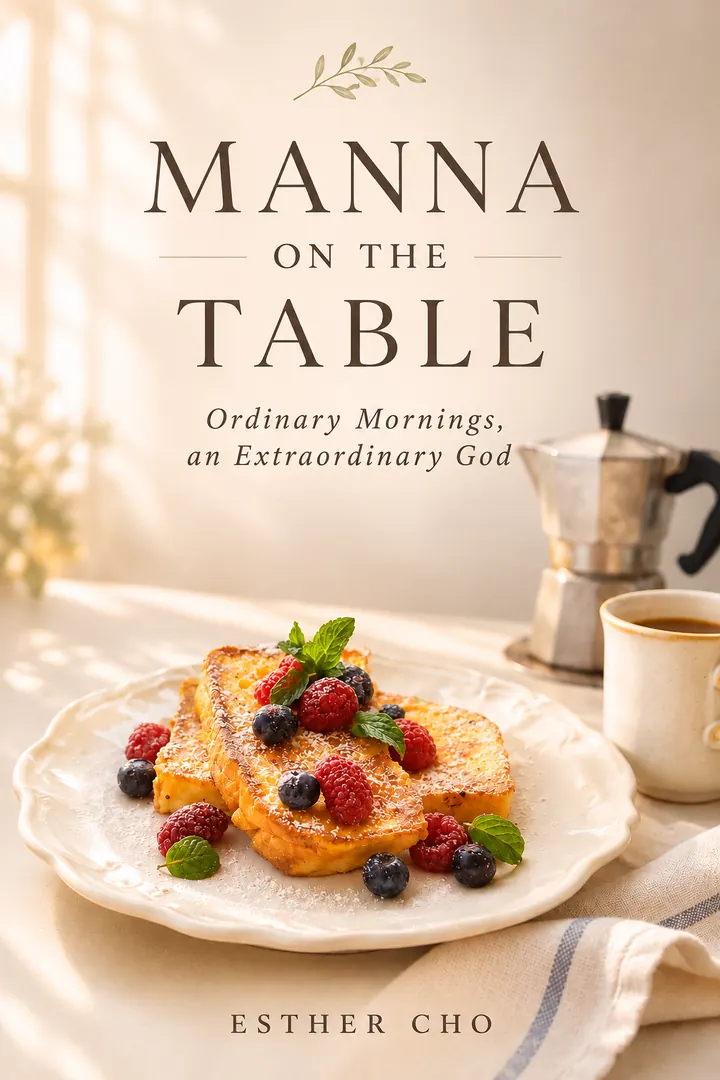 MANNA
ON THE
TABLE
Ordinary Mornings,
an Extraordinary God
ESTHER CHO